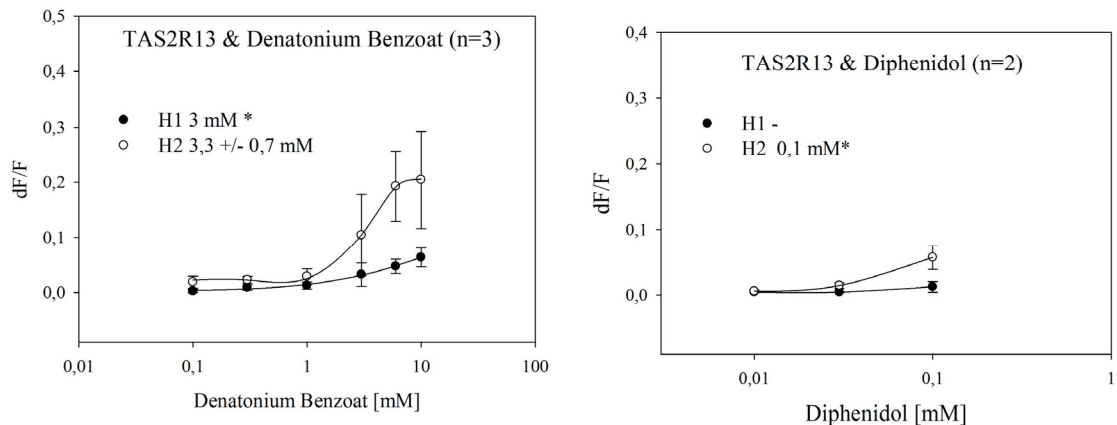 TAS2R13 & Denatonium Benzoat (n=3)
H1 3 mM *
H2 3,3 +/- 0,7 mM
dF/F
0,5
0,4
0,3
0,2
0,1
0,0
0,01 0,1 1 10 100
Denatonium Benzoat [mM]
TAS2R13 & Diphenidol (n=2)
H1 -
H2 0,1 mM*
dF/F
0,4
0,3
0,2
0,1
0,0
0,01 0,1 1
Diphenidol [mM]